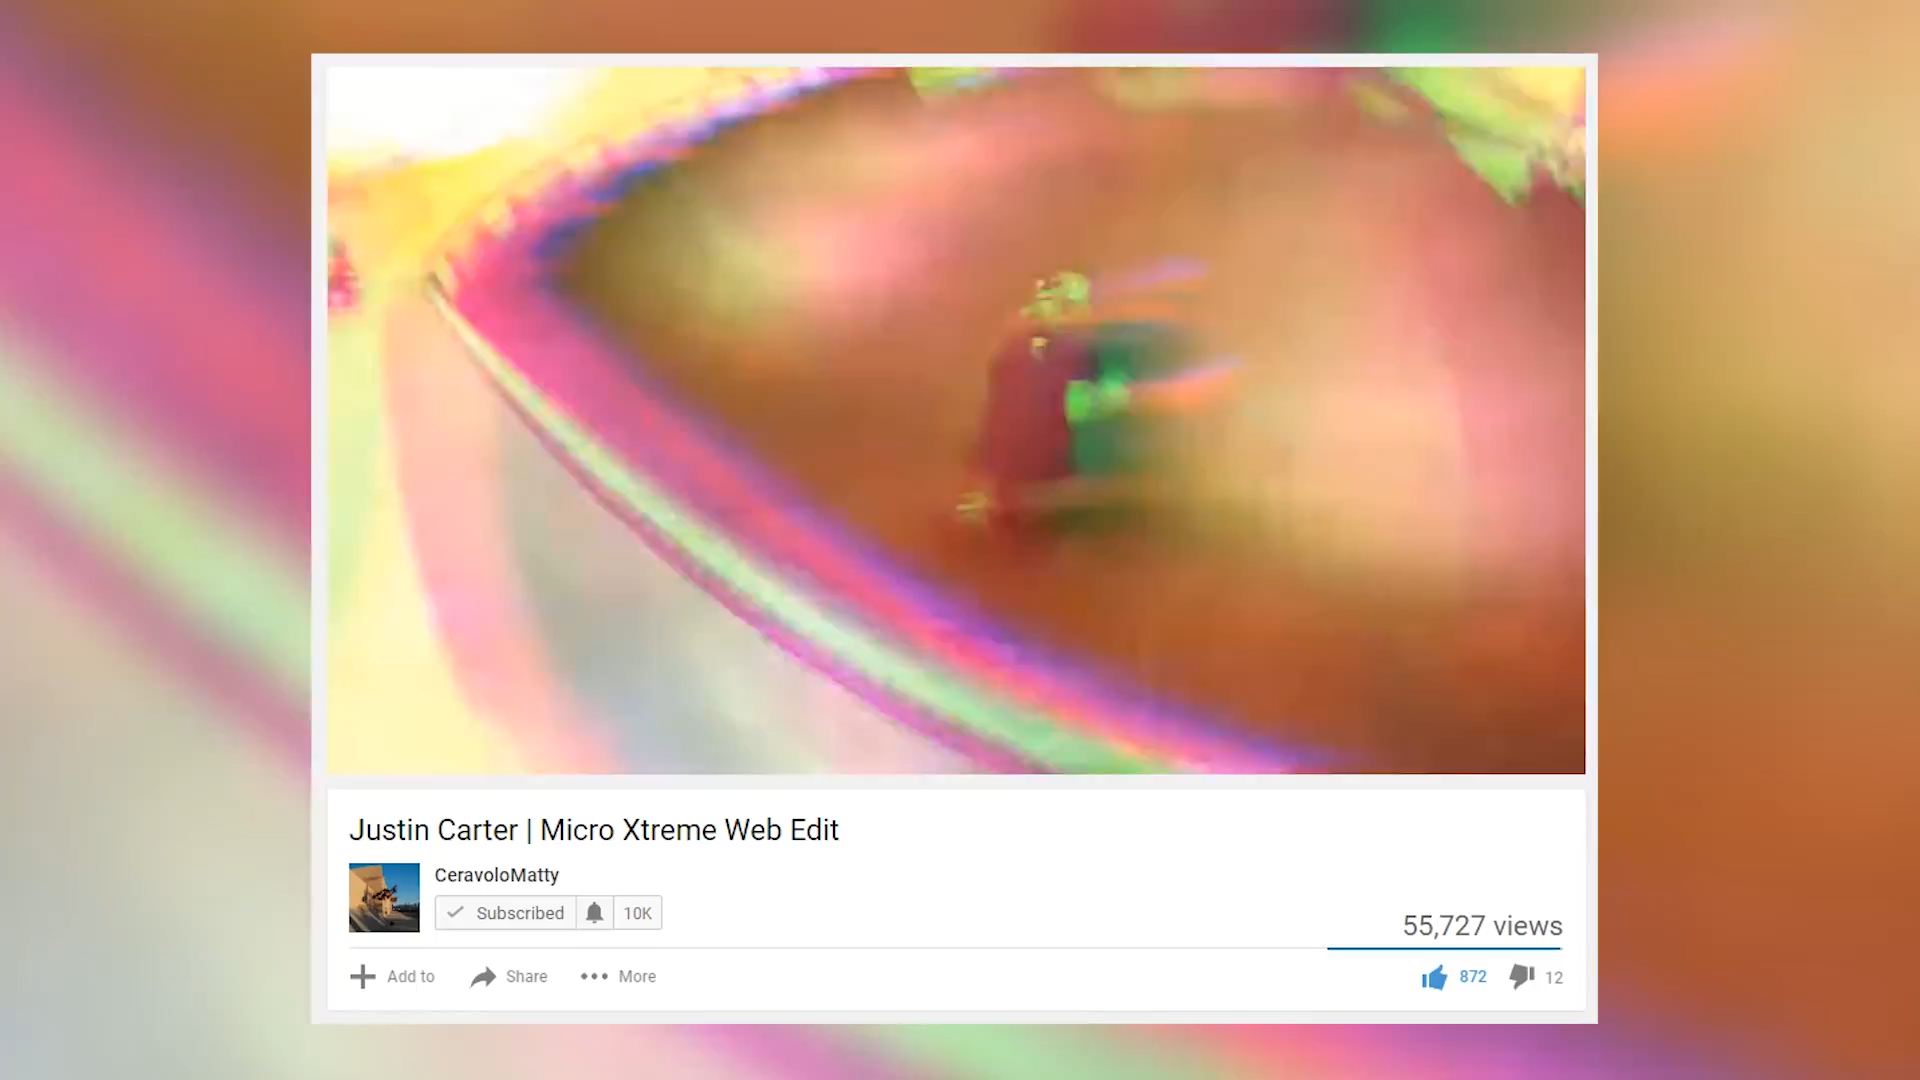 Justin Carter | Micro Xtreme Web Edit
CeravoloMatty
Subscribed 10K
55,727 views
Add to Share More
872 12